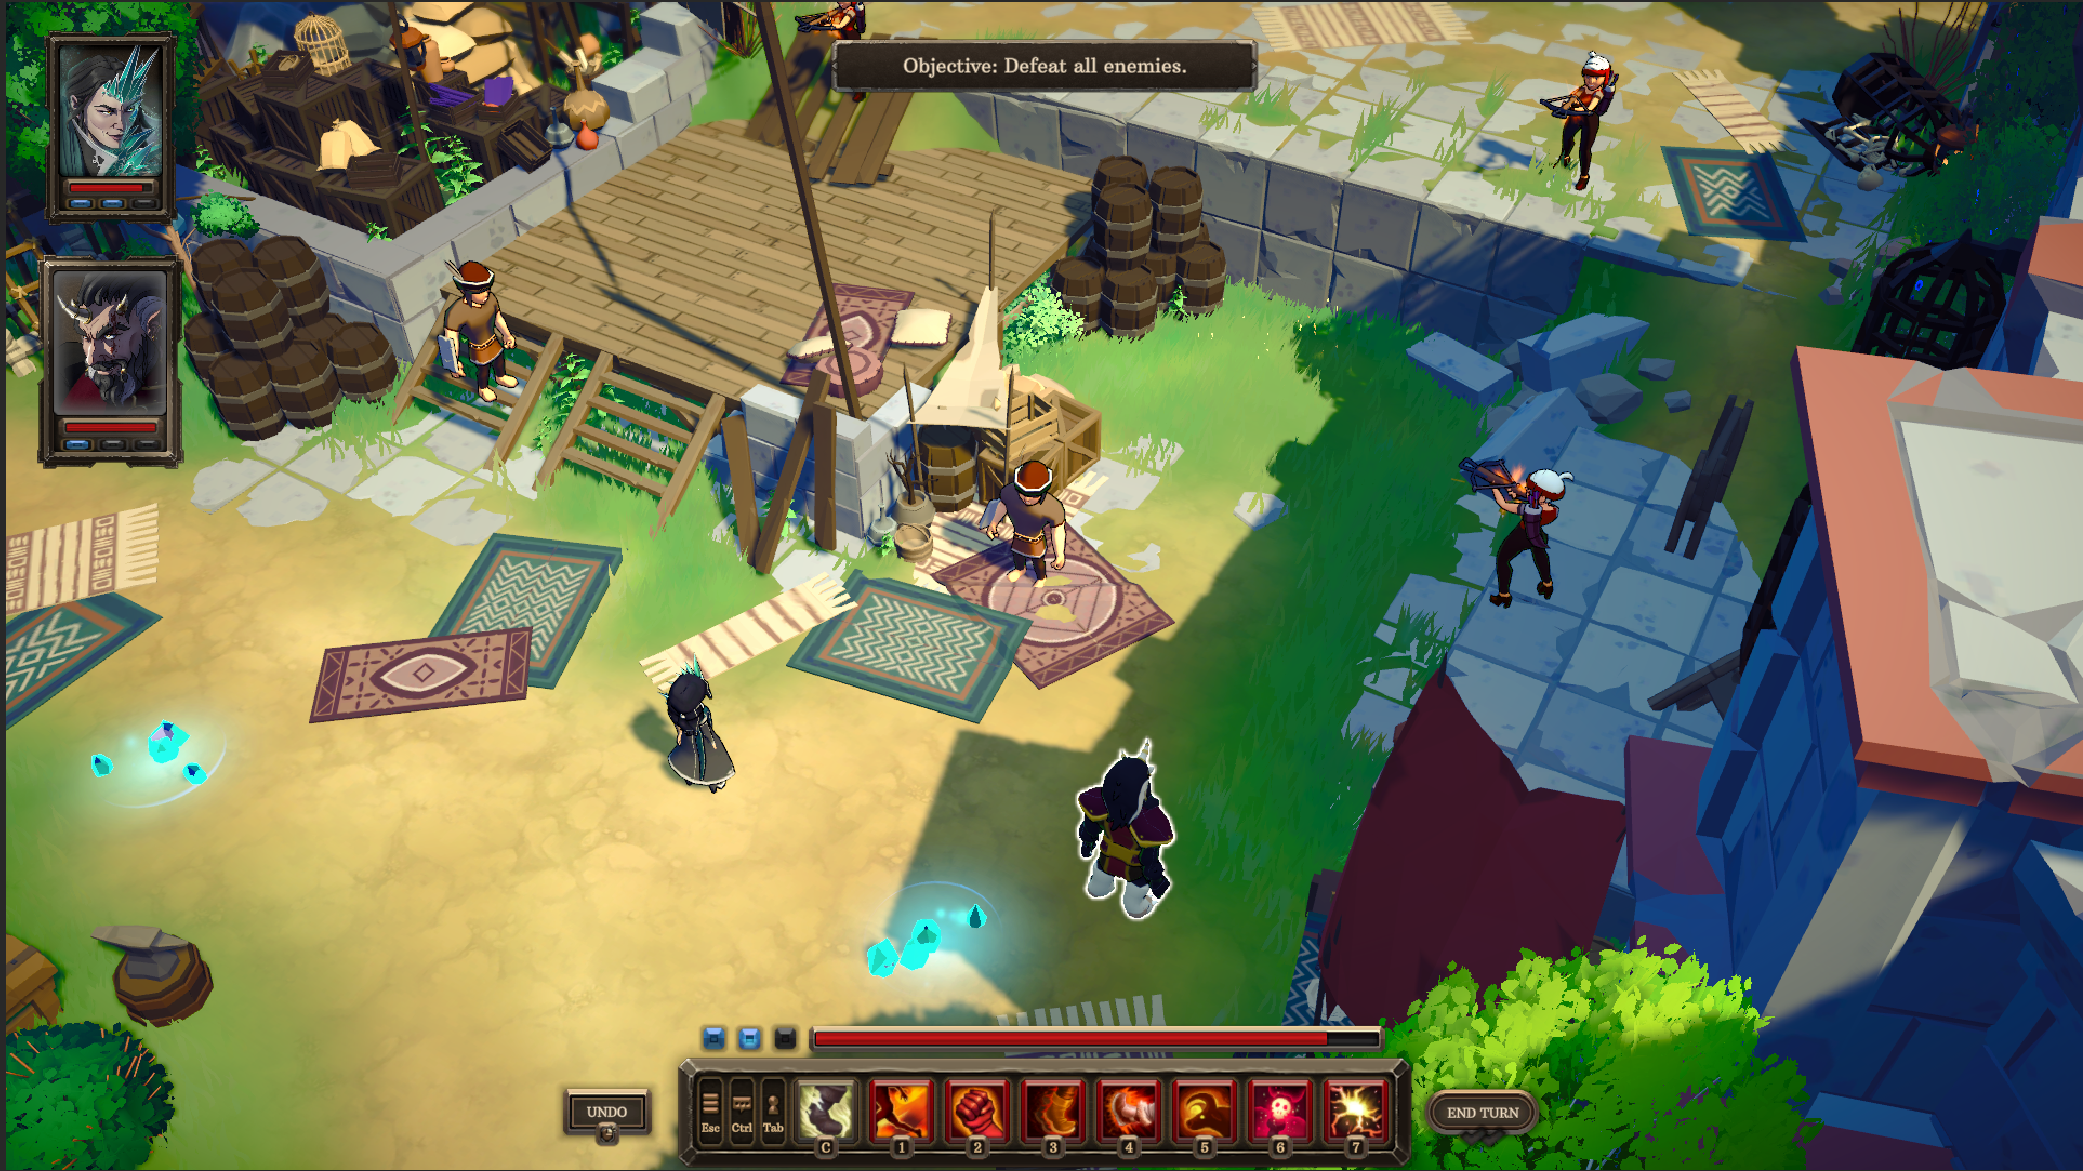 Objective: Defeat all enemies.
UNDO
Esc
Ctrl
Tab
C
1
2
3
4
5
6
7
END TURN